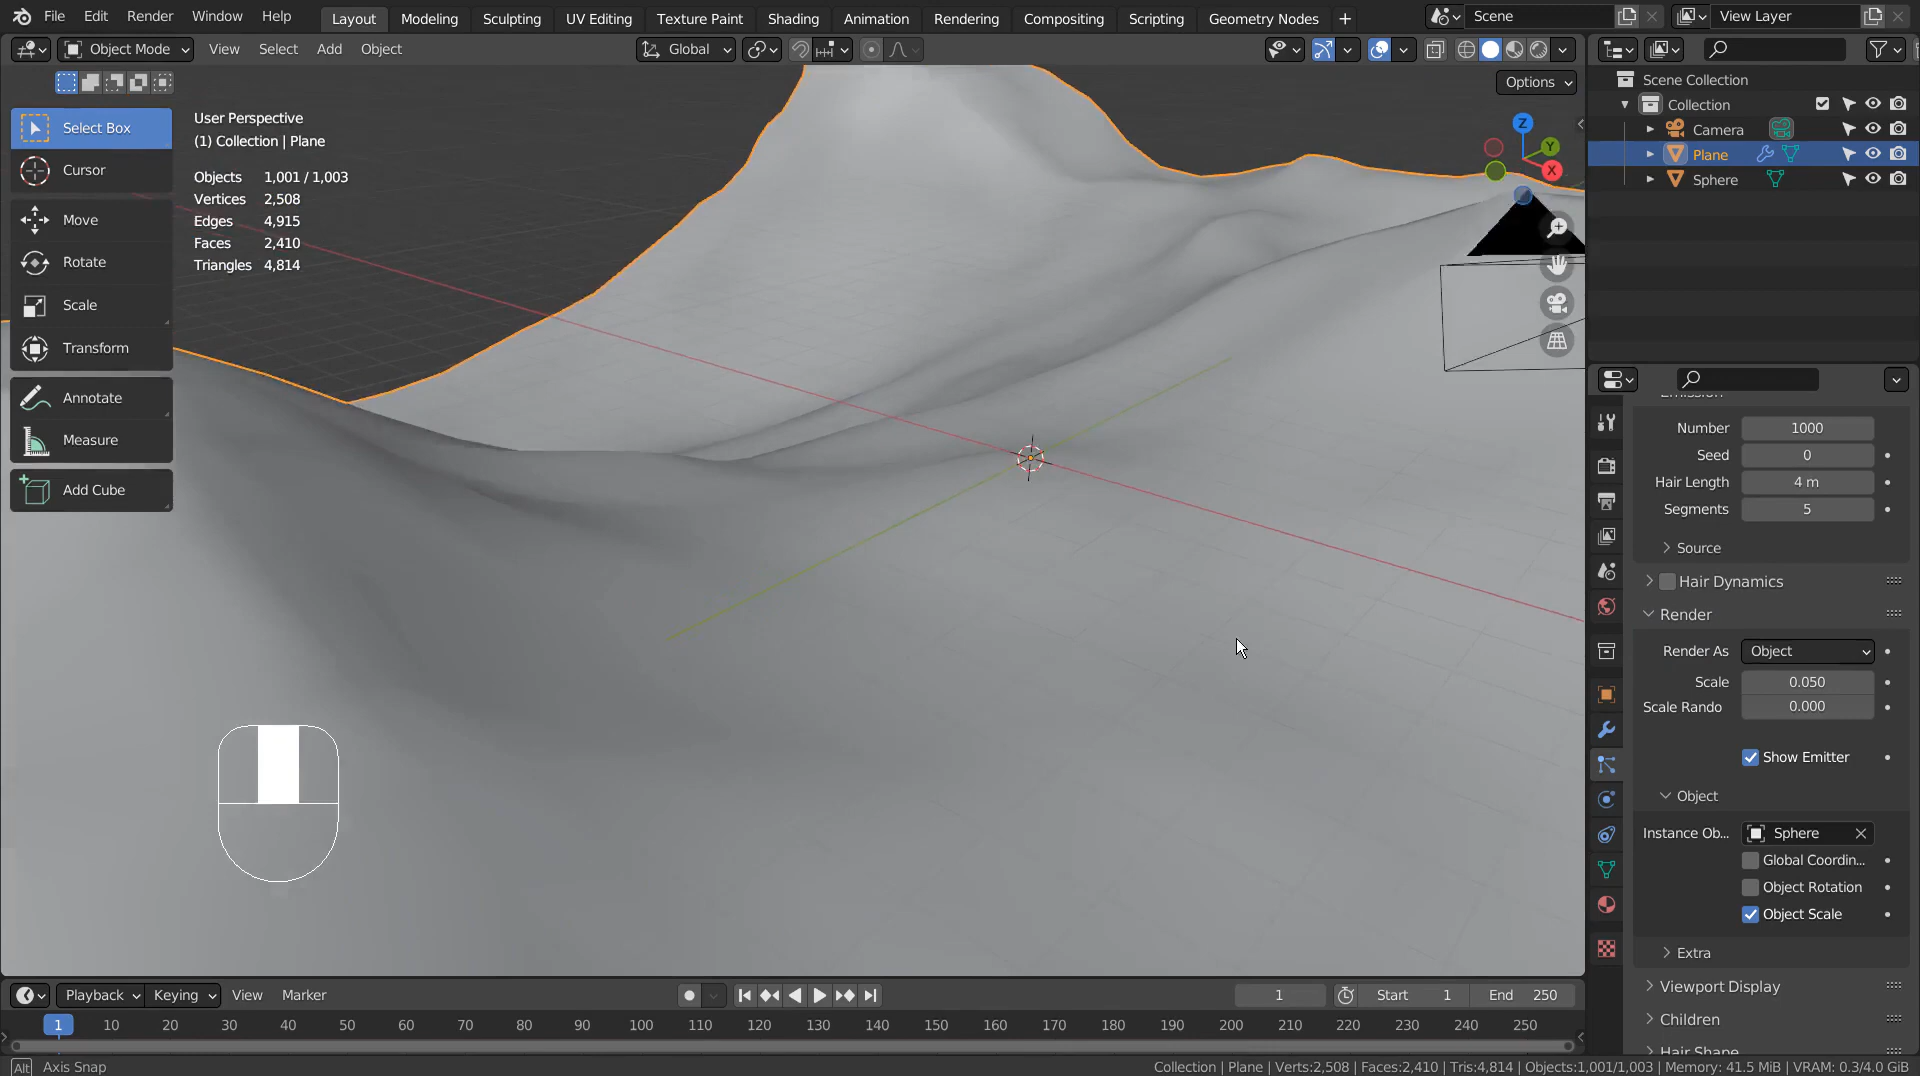 File Edit Render Window Help Layout Modeling Sculpting UV Editing Texture Paint Shading Animation Rendering Compositing Scripting Geometry Nodes + Scene View Layer
Object Mode View Select Add Object Global
Options
Select Box
Cursor
Move
Rotate
Scale
Transform
Annotate
Measure
Add Cube
User Perspective
(1) Collection | Plane
Objects 1,001 / 1,003
Vertices 2,508
Edges 4,915
Faces 2,410
Triangles 4,814
Z
Y
X
Scene Collection
Collection
Camera
Plane
Sphere
Emission
Number 1000
Seed 0
Hair Length 4 m
Segments 5
Source
Hair Dynamics
Render
Render As Object
Scale 0.050
Scale Rando 0.000
Show Emitter
Object
Instance Ob... Sphere
Global Coordin...
Object Rotation
Object Scale
Extra
Viewport Display
Children
Hair Shape
Playback Keying View Marker 1 Start 1 End 250
1 10 20 30 40 50 60 70 80 90 100 110 120 130 140 150 160 170 180 190 200 210 220 230 240 250
Alt Axis Snap Collection | Plane | Verts:2,508 | Faces:2,410 | Tris:4,814 | Objects:1,001/1,003 | Memory: 41.5 MiB | VRAM: 0.3/4.0 GiB